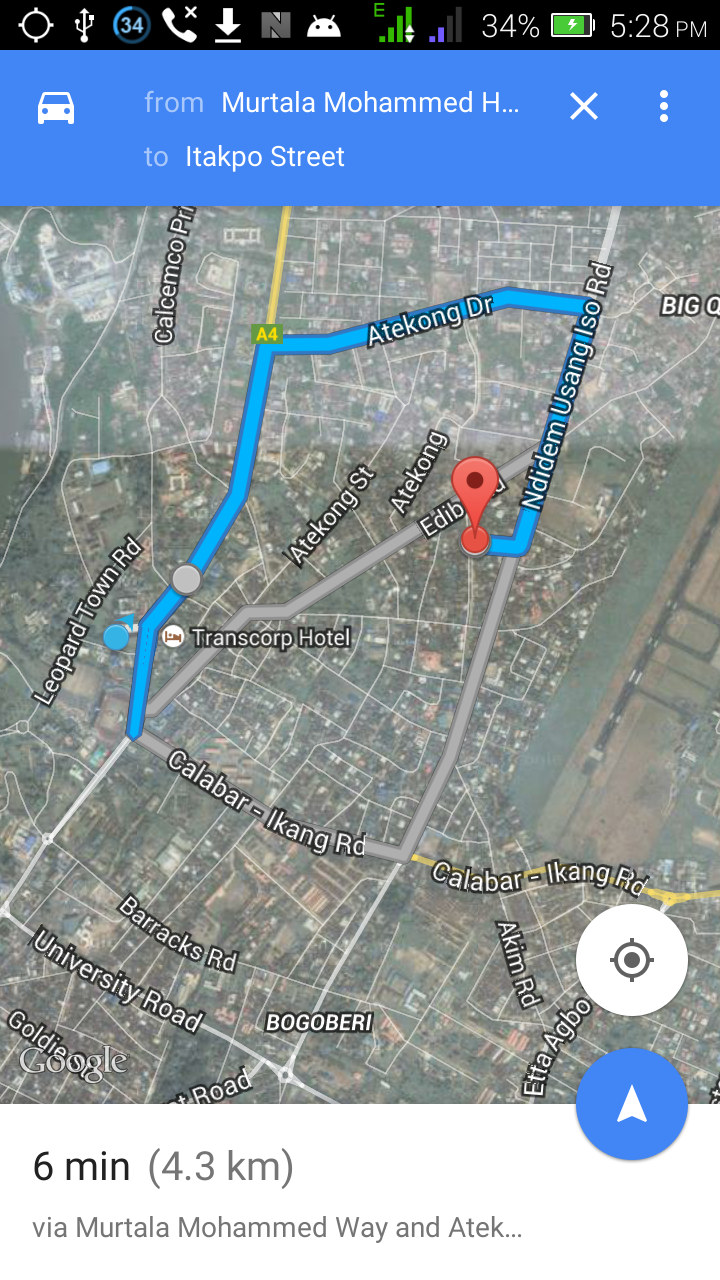 34 E 34% 5:28 PM
from Murtala Mohammed H...
to Itakpo Street
Calcemco Pri
BIG Q
A4
Atekong Dr
Ndidem Usang Iso Rd
Atekong
Atekong St
Edib
Leopard Town Rd
Transcorp Hotel
Calabar - Ikang Rd
Calabar - Ikang Rd
Barracks Rd
Akim Rd
University Road
BOGOBERI
Etta Agbo
Google
Road
6 min (4.3 km)
via Murtala Mohammed Way and Atek...